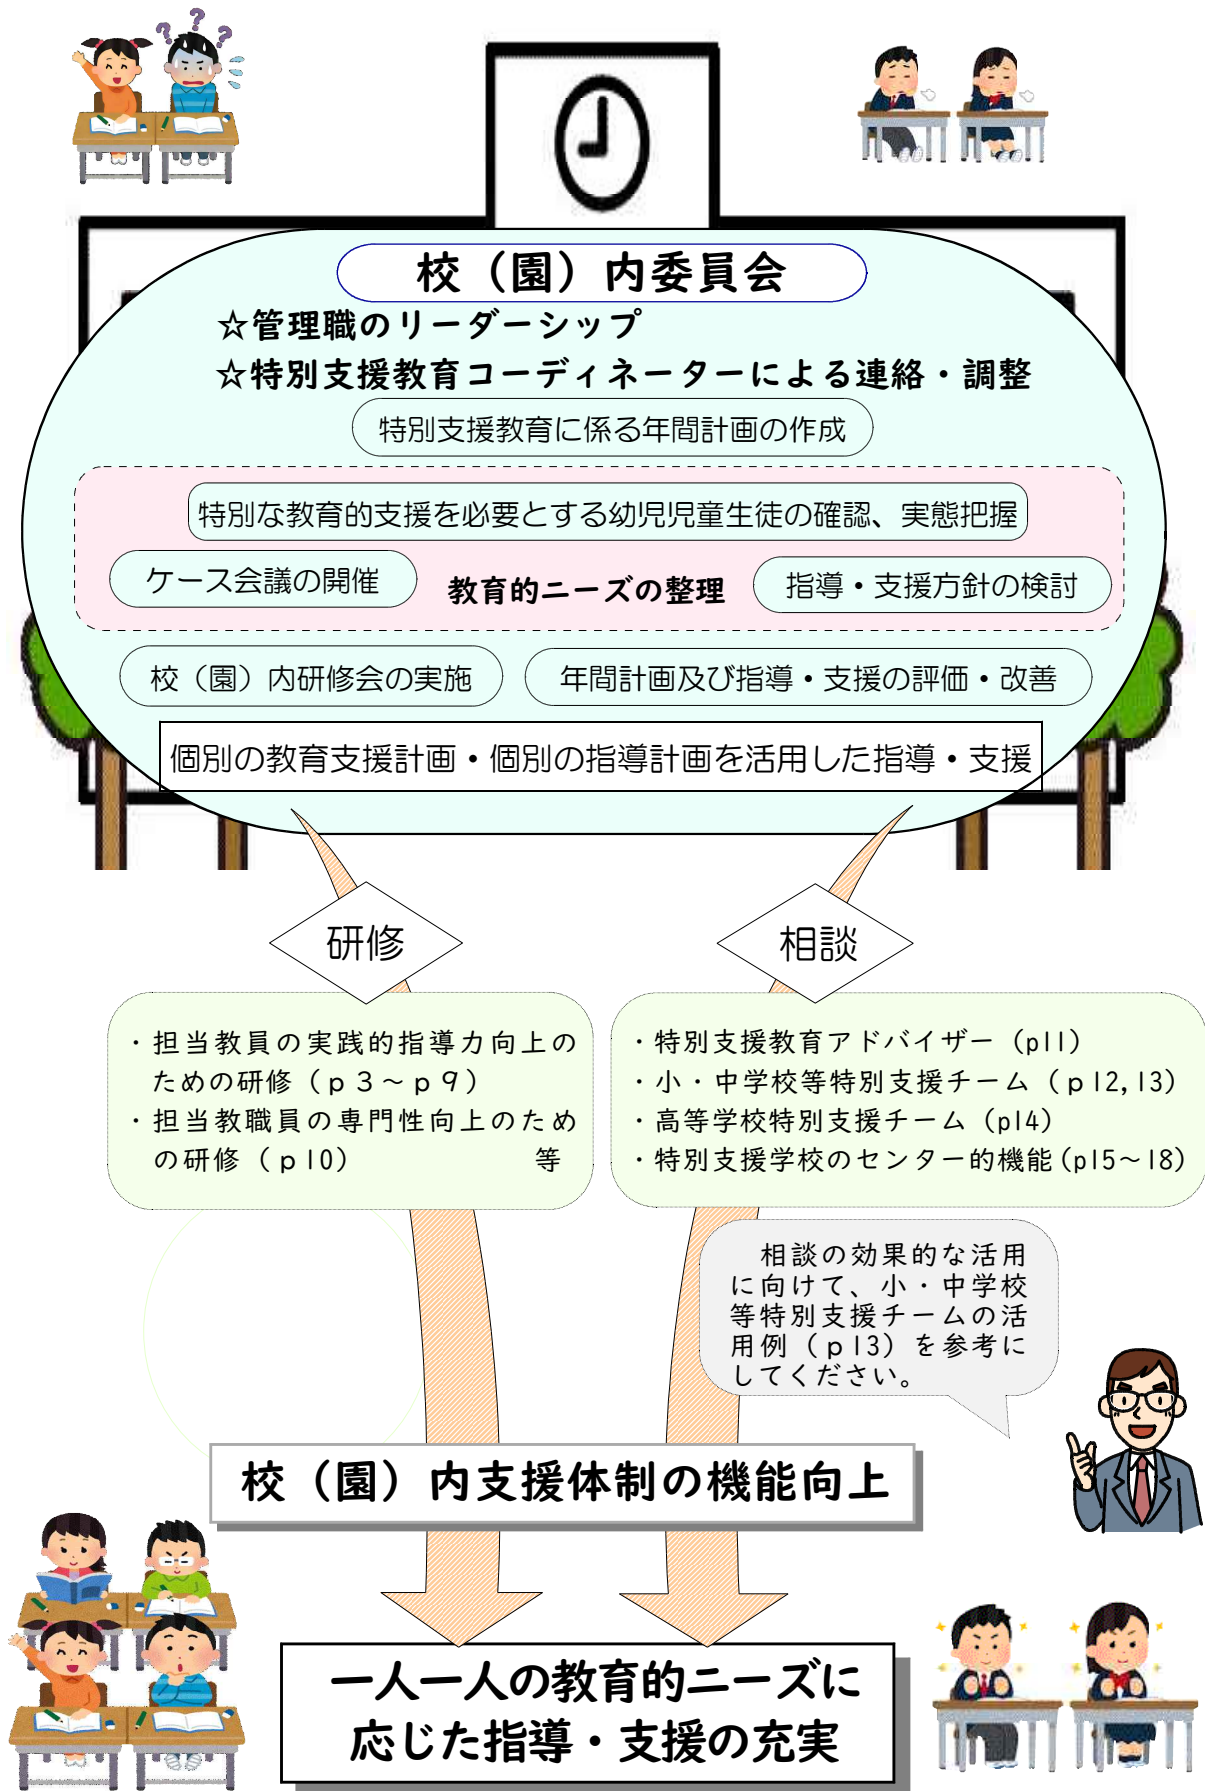 ???
校（園）内委員会
☆管理職のリーダーシップ
☆特別支援教育コーディネーターによる連絡・調整
特別支援教育に係る年間計画の作成
特別な教育的支援を必要とする幼児児童生徒の確認、実態把握
ケース会議の開催
教育的ニーズの整理
指導・支援方針の検討
校（園）内研修会の実施
年間計画及び指導・支援の評価・改善
個別の教育支援計画・個別の指導計画を活用した指導・支援
研修
・担当教員の実践的指導力向上の
ための研修（ｐ３～ｐ９）
・担当教職員の専門性向上のため
の研修（ｐ10） 等
相談
・特別支援教育アドバイザー（p11）
・小・中学校等特別支援チーム（ｐ12,13）
・高等学校特別支援チーム（p14）
・特別支援学校のセンター的機能（p15～18）
相談の効果的な活用
に向けて、小・中学校
等特別支援チームの活
用例（ｐ13）を参考に
してください。
校（園）内支援体制の機能向上
一人一人の教育的ニーズに
応じた指導・支援の充実